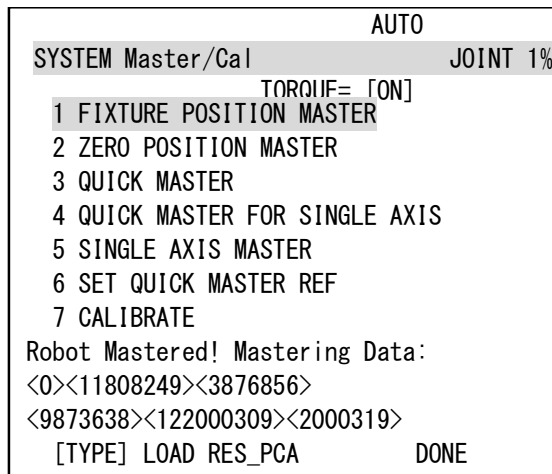 AUTO
SYSTEM Master/Cal JOINT 1%
TORQUE= [ON]
1 FIXTURE POSITION MASTER
2 ZERO POSITION MASTER
3 QUICK MASTER
4 QUICK MASTER FOR SINGLE AXIS
5 SINGLE AXIS MASTER
6 SET QUICK MASTER REF
7 CALIBRATE
Robot Mastered! Mastering Data:
<0><11808249><3876856>
<9873638><122000309><2000319>
[TYPE] LOAD RES_PCA DONE